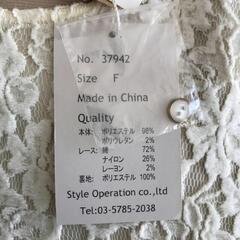 No. 37942
Size F
Made in China
Quality
本体: ポリエステル 98%
ポリウレタン 2%
レース: 綿 72%
ナイロン 26%
レーヨン 2%
裏地: ポリエステル 100%
Style Operation co.,ltd
Tel:03-5785-2038